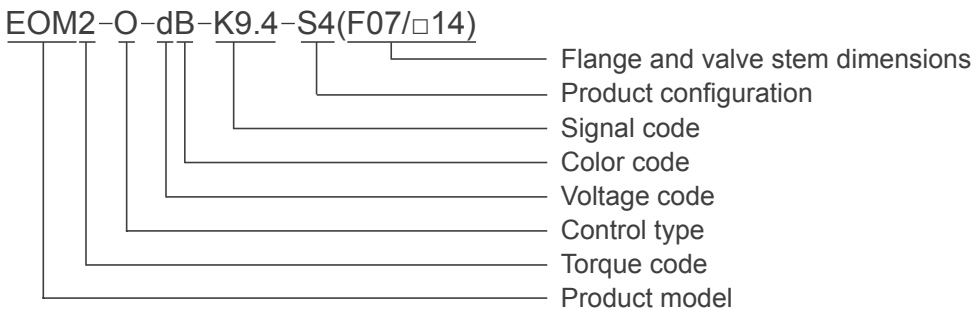 EOM2-O-dB-K9.4-S4(F07/□14)
Flange and valve stem dimensions
Product configuration
Signal code
Color code
Voltage code
Control type
Torque code
Product model